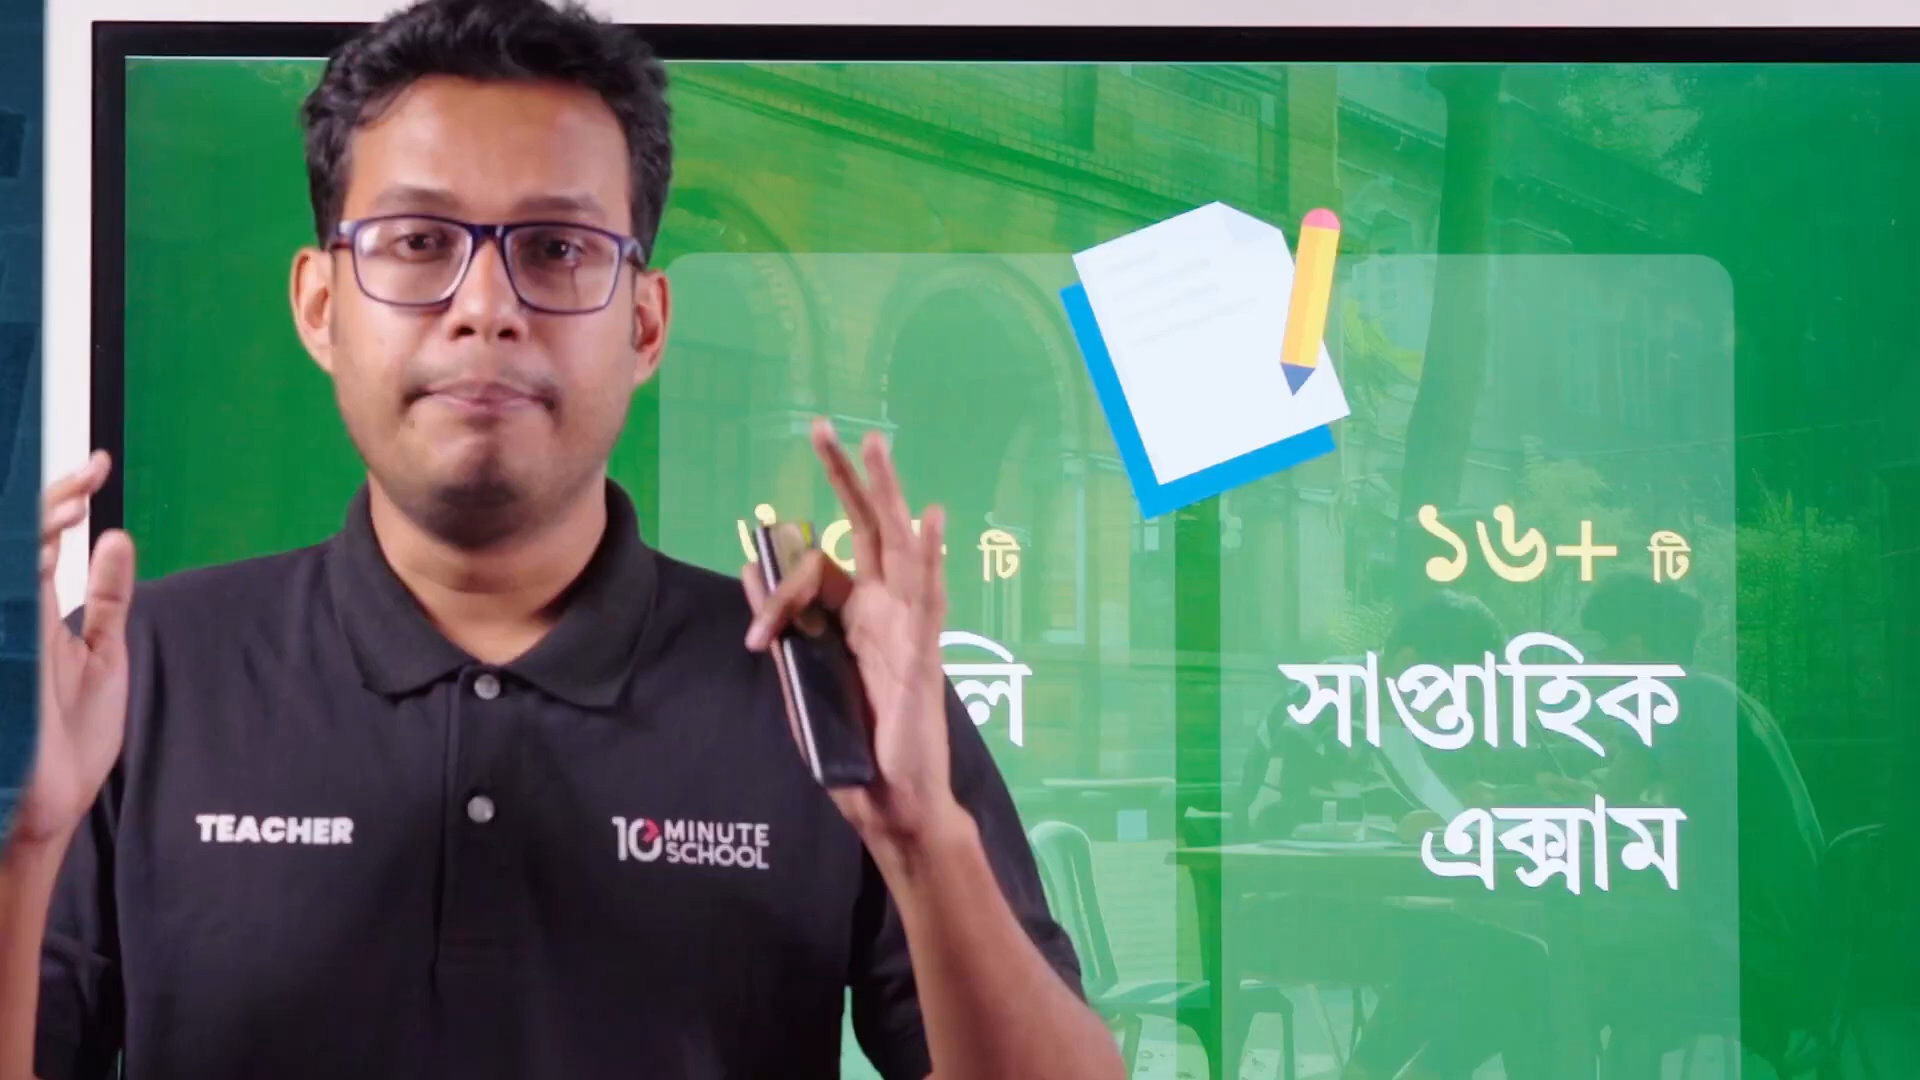 টি
১৬+ টি
সাপ্তাহিক
এক্সাম
TEACHER
10 MINUTE
SCHOOL